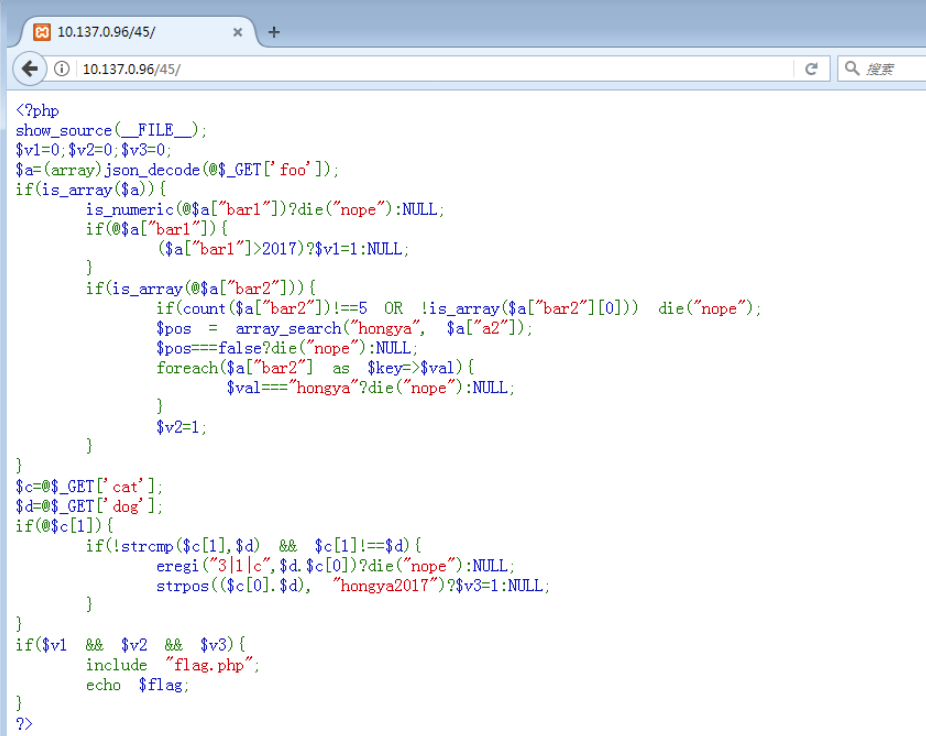 10.137.0.96/45/
10.137.0.96/45/
搜索
<?php
show_source(__FILE__);
$v1=0;$v2=0;$v3=0;
$a=(array)json_decode(@$_GET['foo']);
if(is_array($a)){
is_numeric(@$a["bar1"])?die("nope"):NULL;
if(@$a["bar1"]){
($a["bar1"]>2017)?$v1=1:NULL;
}
if(is_array(@$a["bar2"])){
if(count($a["bar2"])!==5 OR !is_array($a["bar2"][0])) die("nope");
$pos = array_search("hongya", $a["a2"]);
$pos===false?die("nope"):NULL;
foreach($a["bar2"] as $key=>$val){
$val==="hongya"?die("nope"):NULL;
}
$v2=1;
}
}
$c=@$_GET['cat'];
$d=@$_GET['dog'];
if(@$c[1]){
if(!strcmp($c[1],$d) && $c[1]!==$d){
eregi("3|1|c",$d.$c[0])?die("nope"):NULL;
strpos(($c[0].$d), "hongya2017")?$v3=1:NULL;
}
}
if($v1 && $v2 && $v3){
include "flag.php";
echo $flag;
}
?>